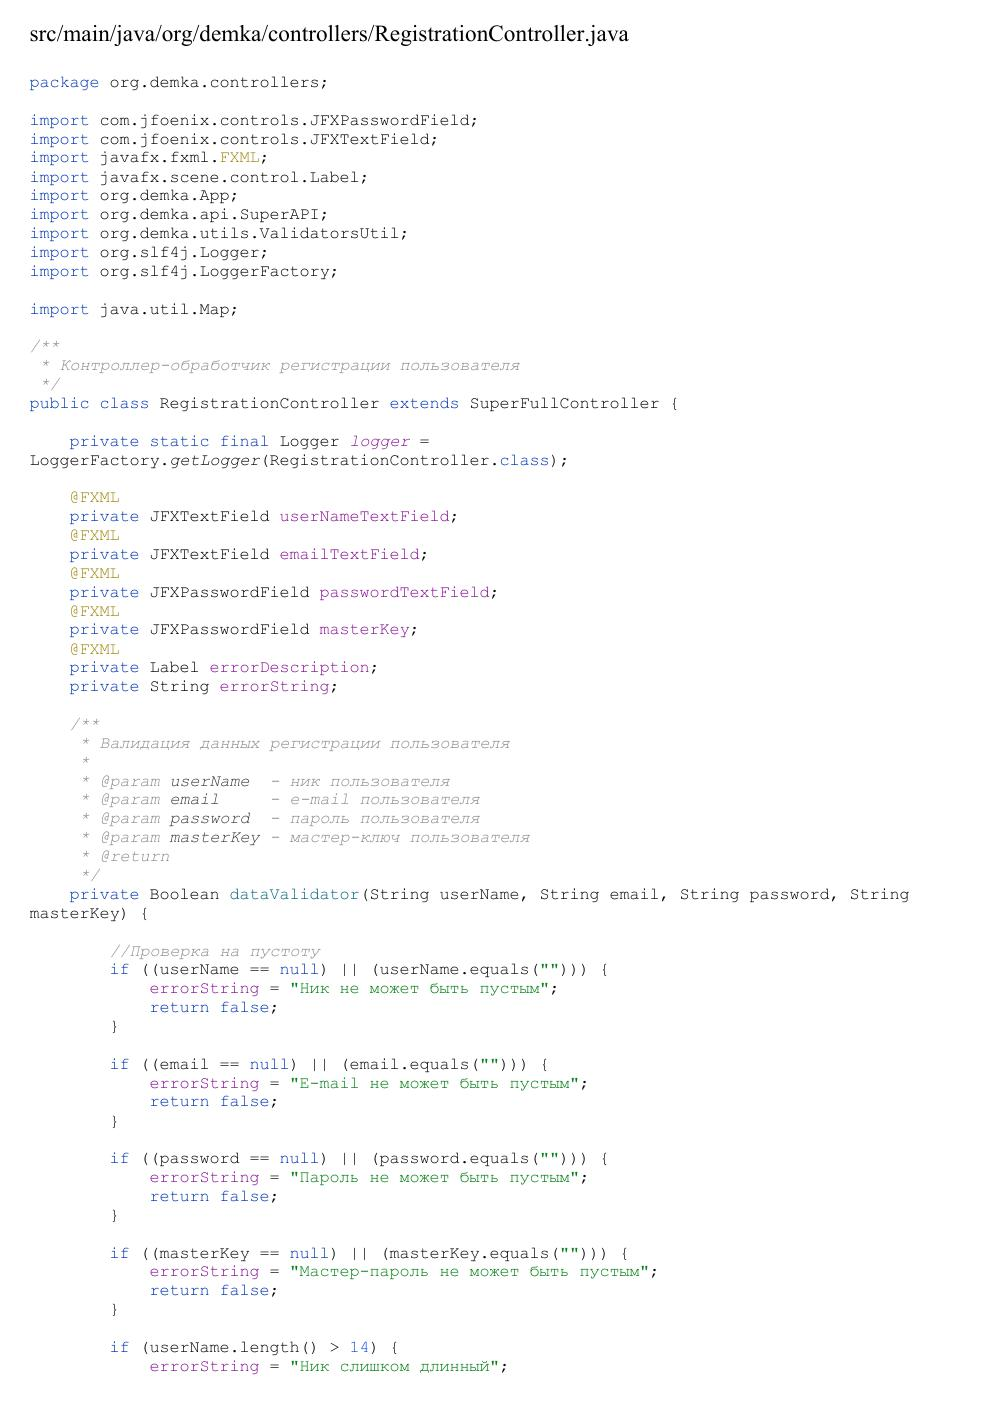 src/main/java/org/demka/controllers/RegistrationController.java
package org.demka.controllers;
import com.jfoenix.controls.JFXPasswordField;
import com.jfoenix.controls.JFXTextField;
import javafx.fxml.FXML;
import javafx.scene.control.Label;
import org.demka.App;
import org.demka.api.SuperAPI;
import org.demka.utils.ValidatorsUtil;
import org.slf4j.Logger;
import org.slf4j.LoggerFactory;
import java.util.Map;
/**
 * Контроллер-обработчик регистрации пользователя
 */
public class RegistrationController extends SuperFullController {
    private static final Logger logger =
LoggerFactory.getLogger(RegistrationController.class);
    @FXML
    private JFXTextField userNameTextField;
    @FXML
    private JFXTextField emailTextField;
    @FXML
    private JFXPasswordField passwordTextField;
    @FXML
    private JFXPasswordField masterKey;
    @FXML
    private Label errorDescription;
    private String errorString;
    /**
     * Валидация данных регистрации пользователя
     *
     * @param userName  - ник пользователя
     * @param email     - e-mail пользователя
     * @param password  - пароль пользователя
     * @param masterKey - мастер-ключ пользователя
     * @return
     */
    private Boolean dataValidator(String userName, String email, String password, String
masterKey) {
        //Проверка на пустоту
        if ((userName == null) || (userName.equals(""))) {
            errorString = "Ник не может быть пустым";
            return false;
        }
        if ((email == null) || (email.equals(""))) {
            errorString = "E-mail не может быть пустым";
            return false;
        }
        if ((password == null) || (password.equals(""))) {
            errorString = "Пароль не может быть пустым";
            return false;
        }
        if ((masterKey == null) || (masterKey.equals(""))) {
            errorString = "Мастер-пароль не может быть пустым";
            return false;
        }
        if (userName.length() > 14) {
            errorString = "Ник слишком длинный";